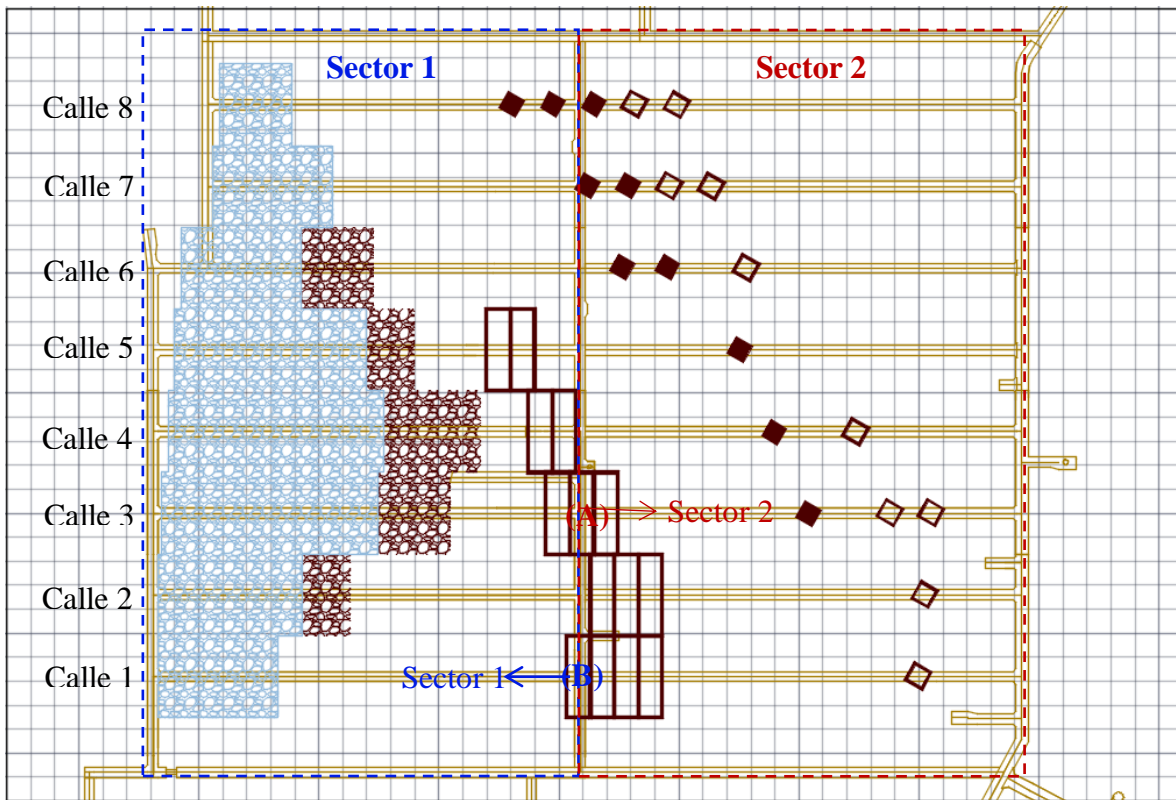 Sector 1
Sector 2
Calle 8
Calle 7
Calle 6
Calle 5
Calle 4
Calle 3
(A)
Sector 2
Calle 2
Calle 1
Sector 1
(B)